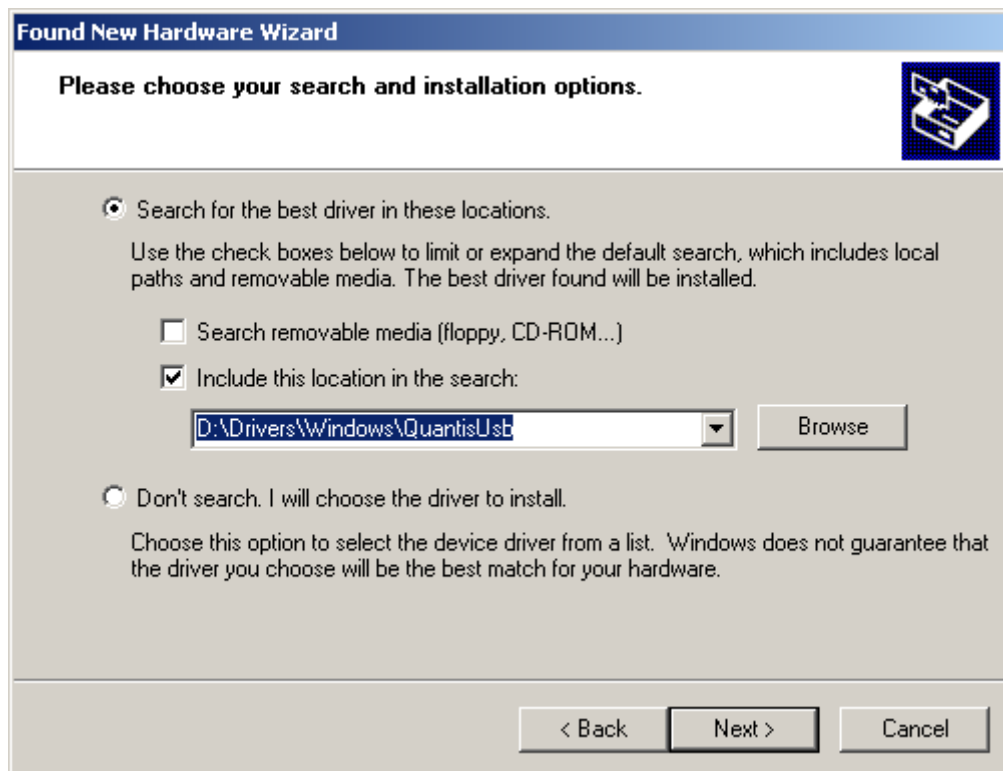 Found New Hardware Wizard
Please choose your search and installation options.
Search for the best driver in these locations.
Use the check boxes below to limit or expand the default search, which includes local
paths and removable media. The best driver found will be installed.
Search removable media (floppy, CD-ROM...)
Include this location in the search:
D:\Drivers\Windows\QuantisUsb
Browse
Don't search. I will choose the driver to install.
Choose this option to select the device driver from a list. Windows does not guarantee that
the driver you choose will be the best match for your hardware.
< Back
Next >
Cancel